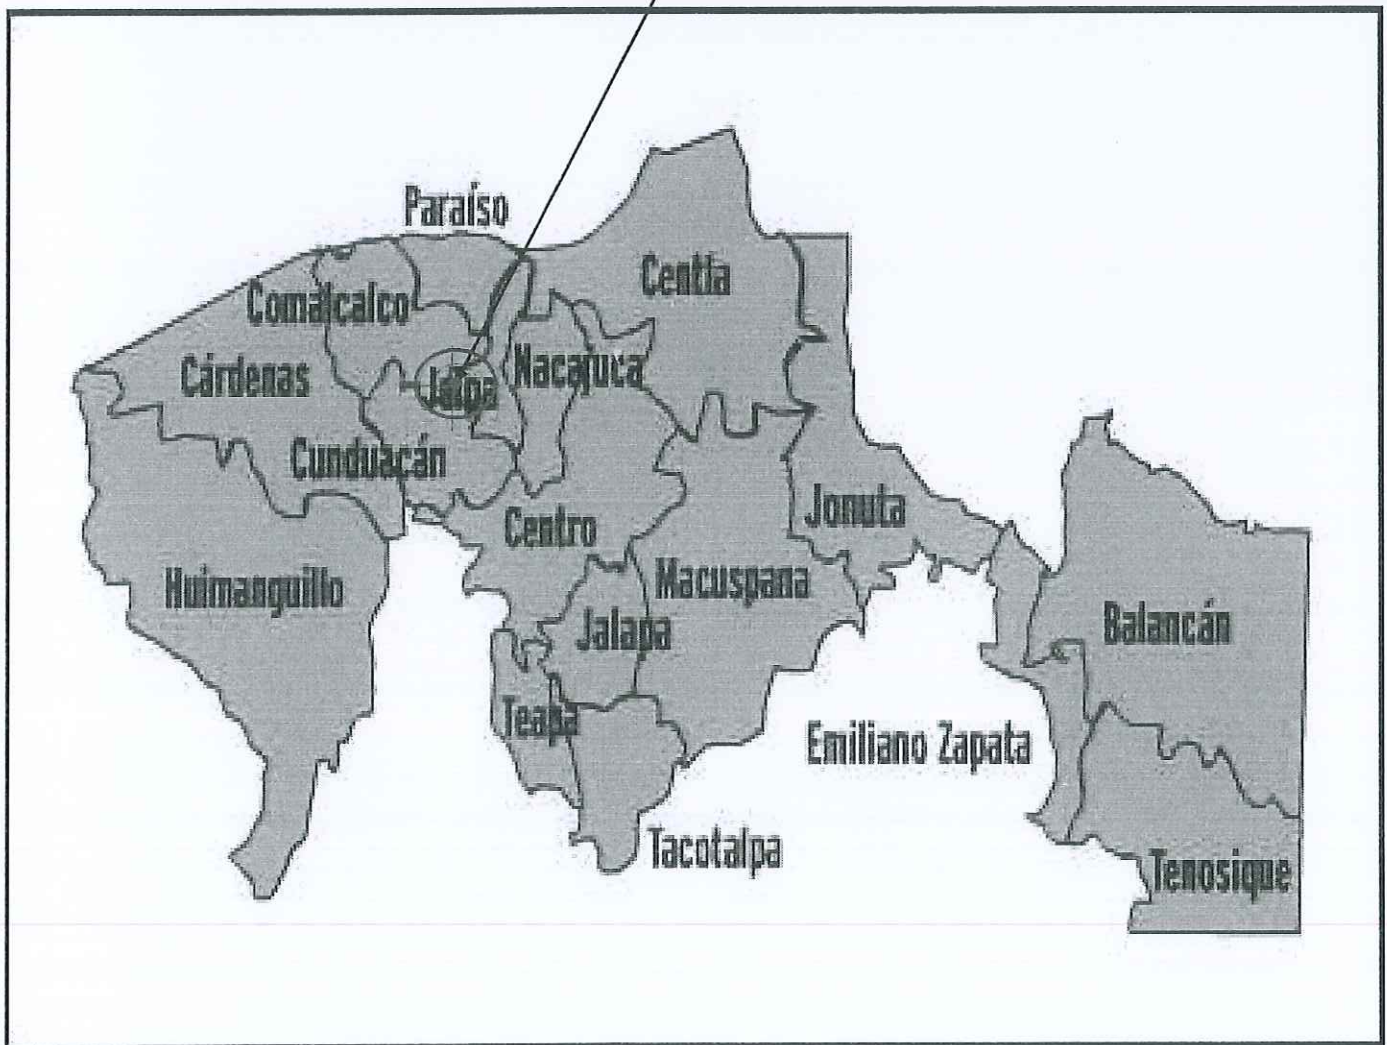 Paraíso
Centla
Comalcalco
Cárdenas
Jalpa
Nacajuca
Cunduacán
Jonuta
Centro
Huimanguillo
Macuspana
Jalapa
Balancán
Teapa
Emiliano Zapata
Tacotalpa
Tenosique